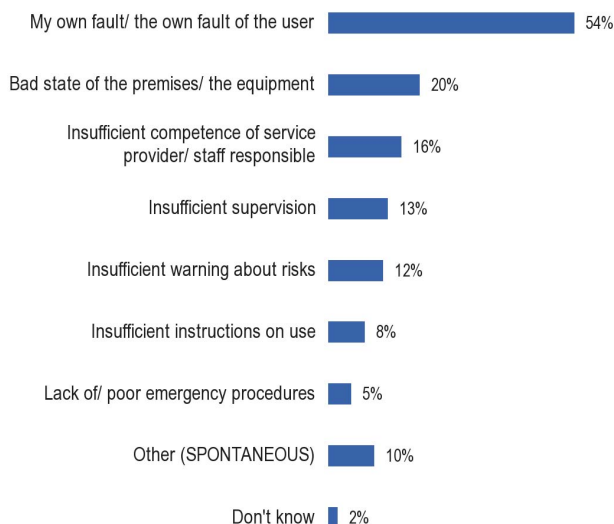 My own fault/ the own fault of the user 54%
Bad state of the premises/ the equipment 20%
Insufficient competence of service
provider/ staff responsible 16%
Insufficient supervision 13%
Insufficient warning about risks 12%
Insufficient instructions on use 8%
Lack of/ poor emergency procedures 5%
Other (SPONTANEOUS) 10%
Don't know 2%